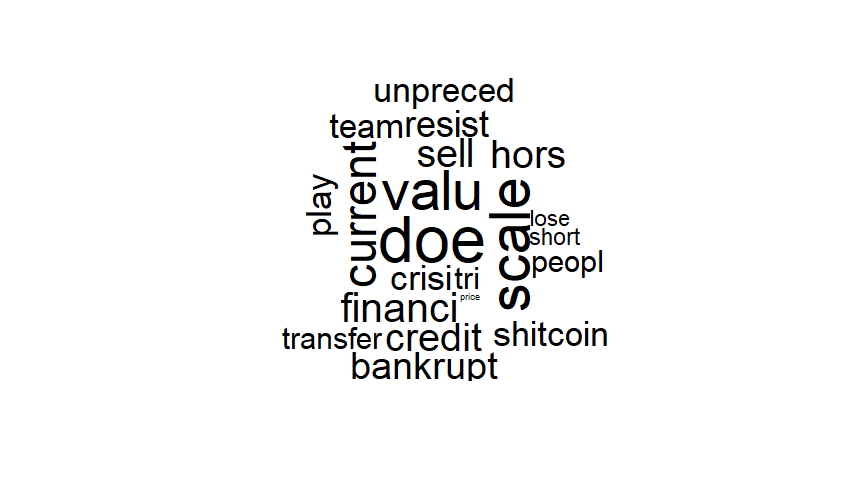 unpreced
team resist
sell hors
play
current
valu
scale
lose
doe
short
peopl
crisi tri
price
financi
transfer credit shitcoin
bankrupt